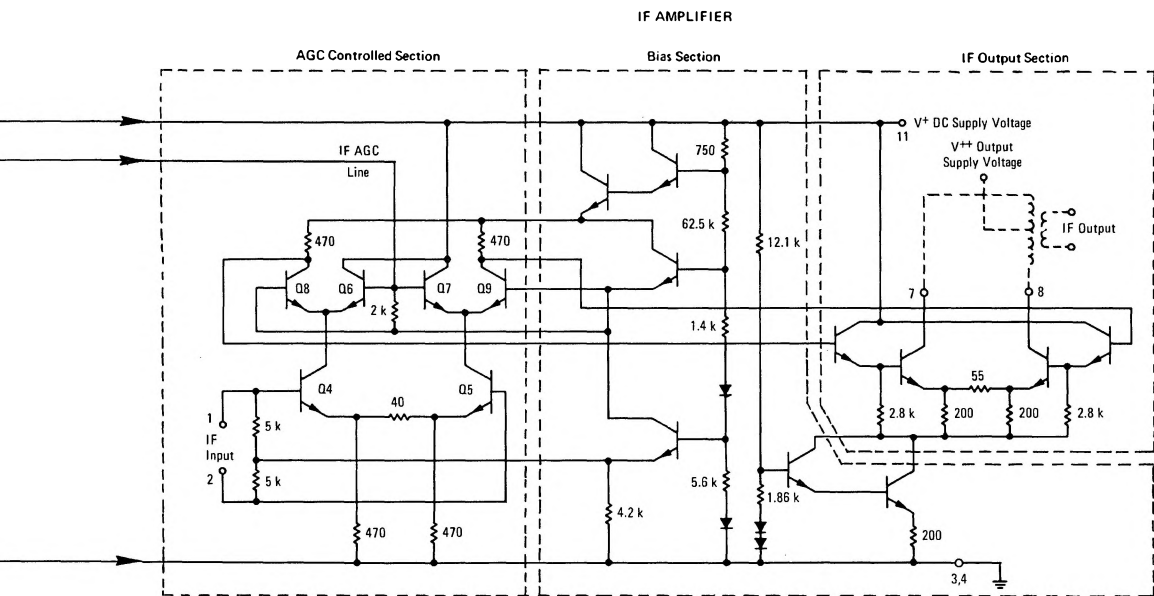 IF AMPLIFIER
AGC Controlled Section
Bias Section
IF Output Section
V+ DC Supply Voltage
11
V++ Output
Supply Voltage
IF AGC
Line
750
62.5 k
12.1 k
IF Output
470
470
Q8
Q6
Q7
Q9
2 k
7
8
1.4 k
Q4
Q5
40
55
1
IF
Input
2
5 k
5 k
2.8 k
200
200
2.8 k
5.6 k
1.86 k
4.2 k
470
470
200
3,4